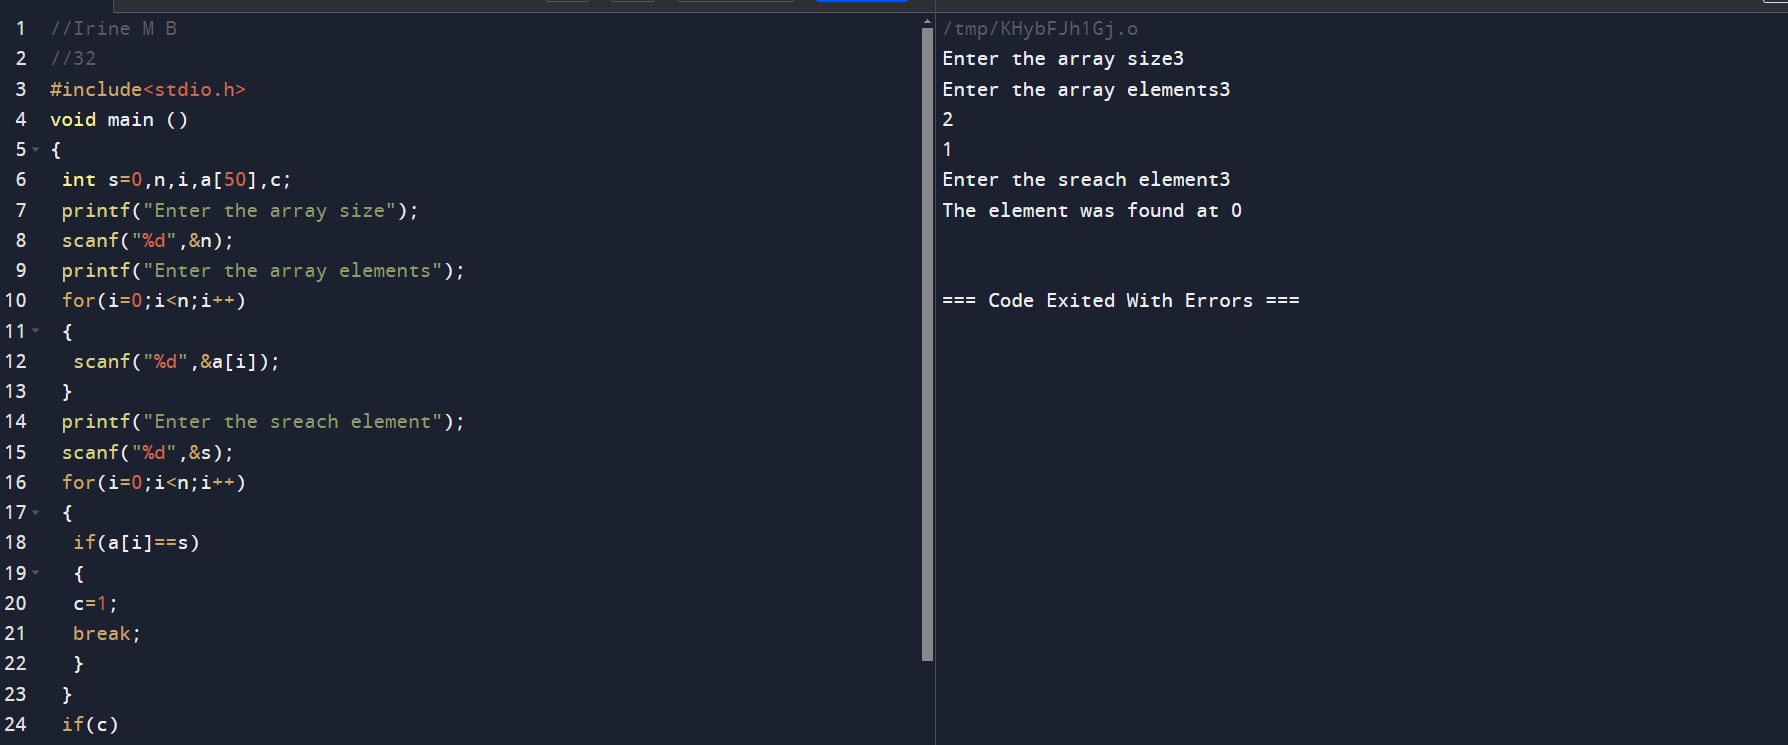 1 //Irine M B
2 //32
3 #include<stdio.h>
4 void main ()
5 {
6 int s=0,n,i,a[50],c;
7 printf("Enter the array size");
8 scanf("%d",&n);
9 printf("Enter the array elements");
10 for(i=0;i<n;i++)
11 {
12 scanf("%d",&a[i]);
13 }
14 printf("Enter the sreach element");
15 scanf("%d",&s);
16 for(i=0;i<n;i++)
17 {
18 if(a[i]==s)
19 {
20 c=1;
21 break;
22 }
23 }
24 if(c)
/tmp/KHybFJh1Gj.o
Enter the array size3
Enter the array elements3
2
1
Enter the sreach element3
The element was found at 0
=== Code Exited With Errors ===